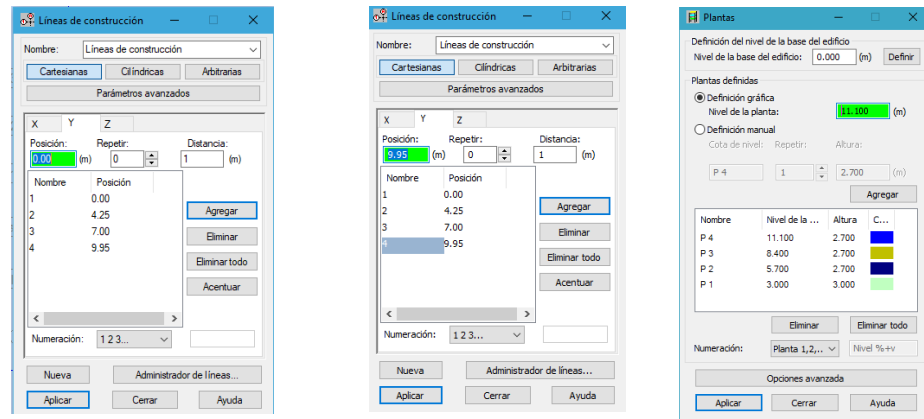 Líneas de construcción
Nombre: Líneas de construcción
Cartesianas Cilíndricas Arbitrarias
Parámetros avanzados
X Y Z
Posición: Repetir: Distancia:
0.00 (m) 0 1 (m)
Nombre Posición
1 0.00
2 4.25
3 7.00
4 9.95
Agregar
Eliminar
Eliminar todo
Acentuar
Numeración: 1 2 3...
Nueva Administrador de líneas...
Aplicar Cerrar Ayuda
Líneas de construcción
Nombre: Líneas de construcción
Cartesianas Cilíndricas Arbitrarias
Parámetros avanzados
X Y Z
Posición: Repetir: Distancia:
9.95 (m) 0 1 (m)
Nombre Posición
1 0.00
2 4.25
3 7.00
4 9.95
Agregar
Eliminar
Eliminar todo
Acentuar
Numeración: 1 2 3...
Nueva Administrador de líneas...
Aplicar Cerrar Ayuda
Plantas
Definición del nivel de la base del edificio
Nivel de la base del edificio: 0.000 (m) Definir
Plantas definidas
Definición gráfica
Nivel de la planta: 11.100 (m)
Definición manual
Cota de nivel: Repetir: Altura:
P 4 1 2.700 (m)
Agregar
Nombre Nivel de la ... Altura C...
P 4 11.100 2.700
P 3 8.400 2.700
P 2 5.700 2.700
P 1 3.000 3.000
Eliminar Eliminar todo
Numeración: Planta 1,2,.. Nivel %+v
Opciones avanzada
Aplicar Cerrar Ayuda